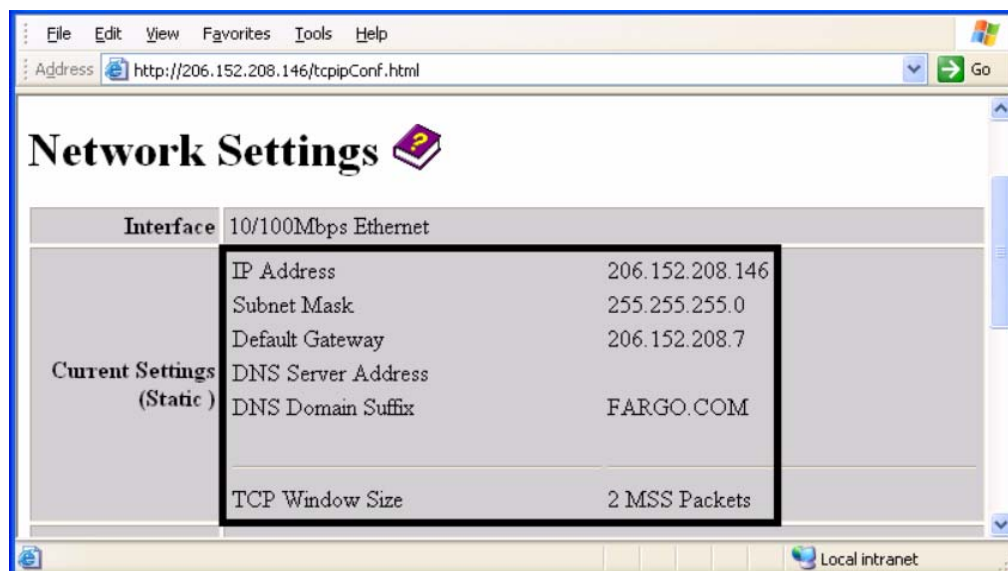 File Edit View Favorites Tools Help
Address http://206.152.208.146/tcpipConf.html Go
Network Settings
Interface 10/100Mbps Ethernet
IP Address 206.152.208.146
Subnet Mask 255.255.255.0
Default Gateway 206.152.208.7
Current Settings (Static ) DNS Server Address
DNS Domain Suffix FARGO.COM
TCP Window Size 2 MSS Packets
Local intranet